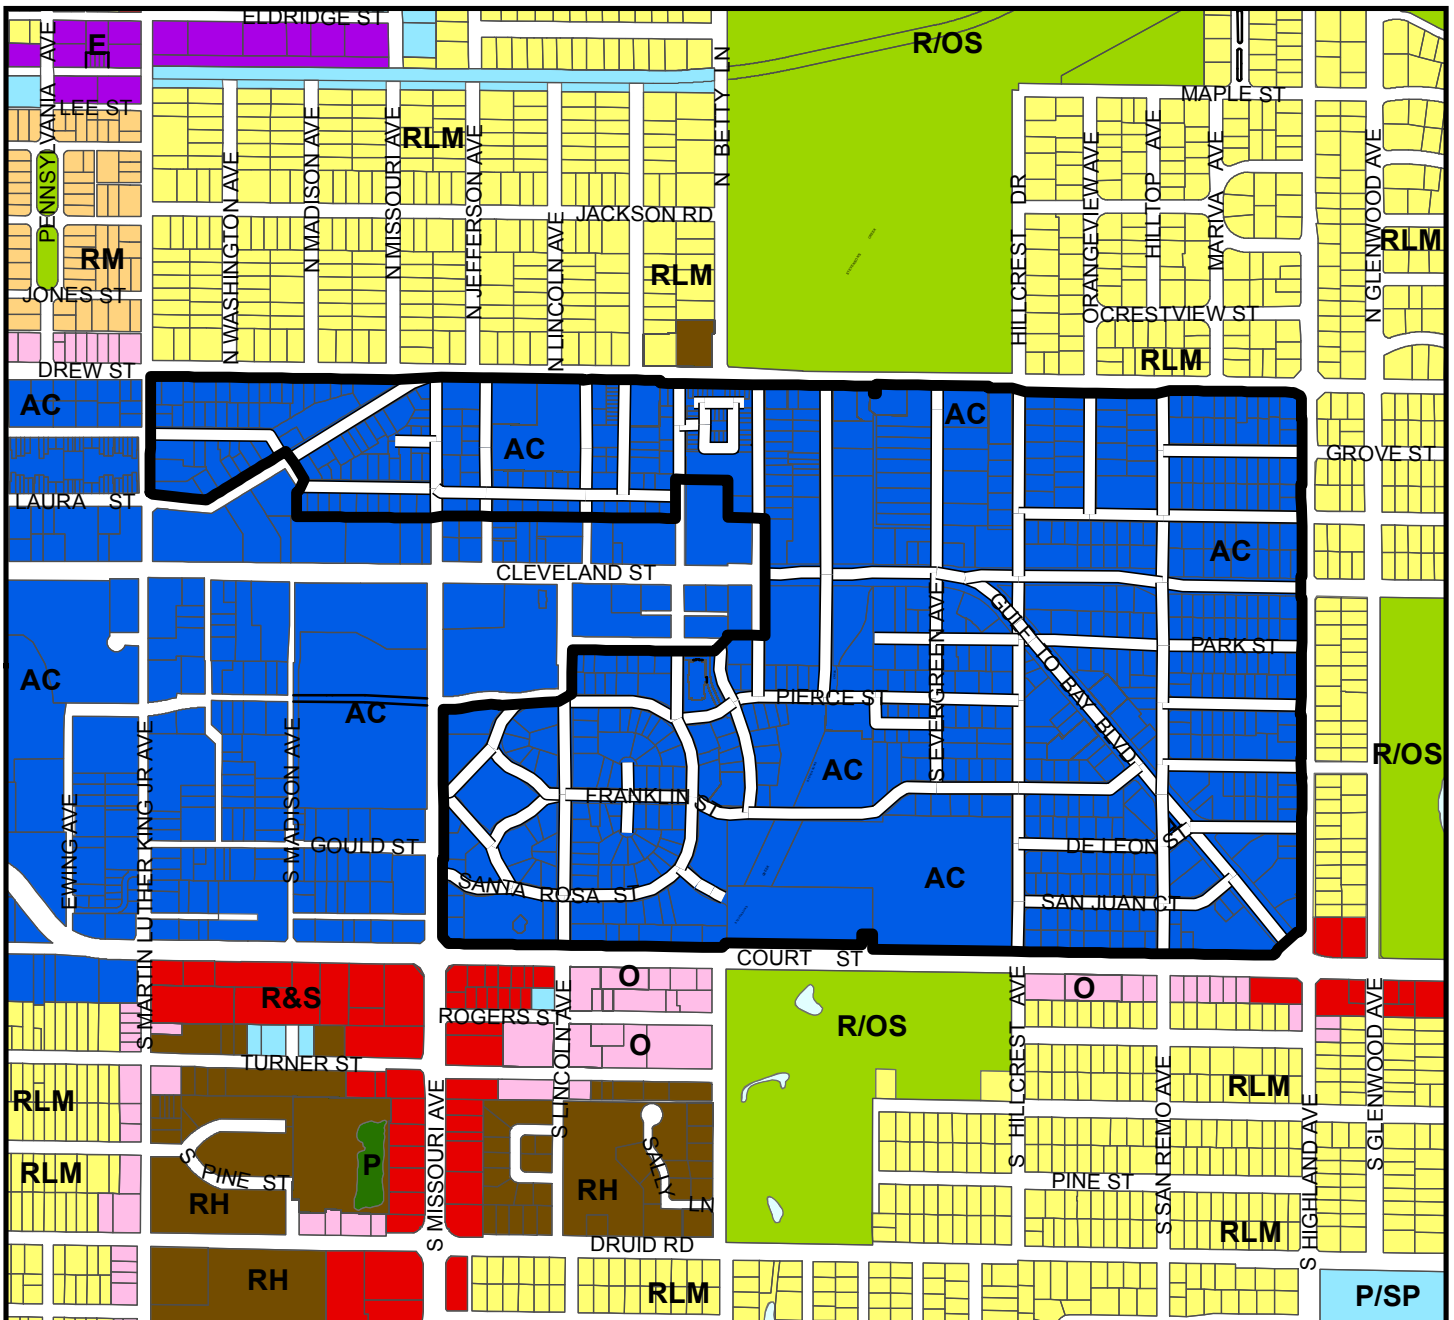 ELDRIDGE ST
E
R/OS
PENNSYLVANIA AVE
LEE ST
RLM
N BETTY LN
MAPLE ST
N WASHINGTON AVE
N MADISON AVE
N MISSOURI AVE
N JEFFERSON AVE
N LINCOLN AVE
JACKSON RD
HILLCREST DR
ORANGEVIEW AVE
HILLTOP AVE
MARIVA AVE
N GLENWOOD AVE
RLM
RM
RLM
JONES ST
CRESTVIEW ST
RLM
DREW ST
AC
AC
AC
GROVE ST
LAURA ST
AC
CLEVELAND ST
GULF TO BAY BLVD
S EVERGREEN AVE
PARK ST
AC
PIERCE ST
AC
AC
R/OS
EWING AVE
S MARTIN LUTHER KING JR AVE
S MADISON AVE
FRANKLIN ST
GOULD ST
DE LEON ST
SANTA ROSA ST
AC
SAN JUAN CT
COURT ST
R&S
O
O
ROGERS ST
R/OS
O
TURNER ST
S LINCOLN AVE
S HILLCREST AVE
S GLENWOOD AVE
RLM
RLM
S MISSOURI AVE
S SAN REMO AVE
S HIGHLAND AVE
RLM
S PINE ST
P
SALLY LN
PINE ST
RH
RH
RLM
DRUID RD
RH
RLM
P/SP